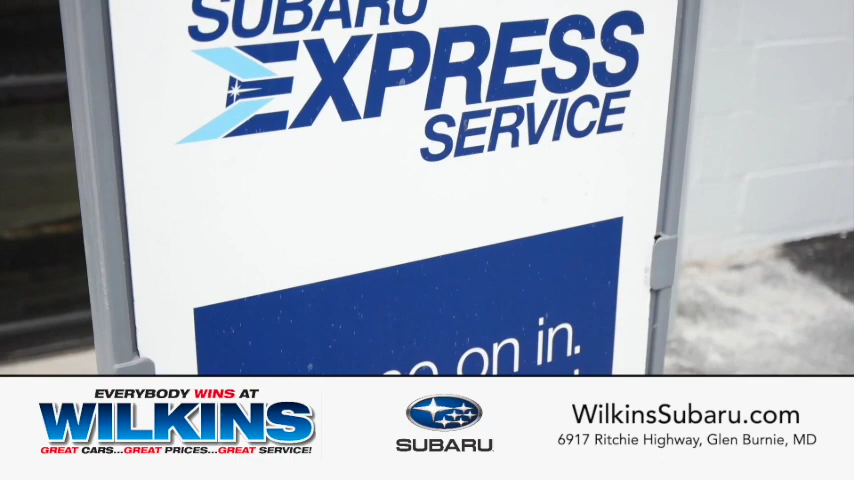 SUBARU
EXPRESS
SERVICE
on in.
EVERYBODY WINS AT
WILKINS
GREAT CARS...GREAT PRICES...GREAT SERVICE!
SUBARU
WilkinsSubaru.com
6917 Ritchie Highway, Glen Burnie, MD